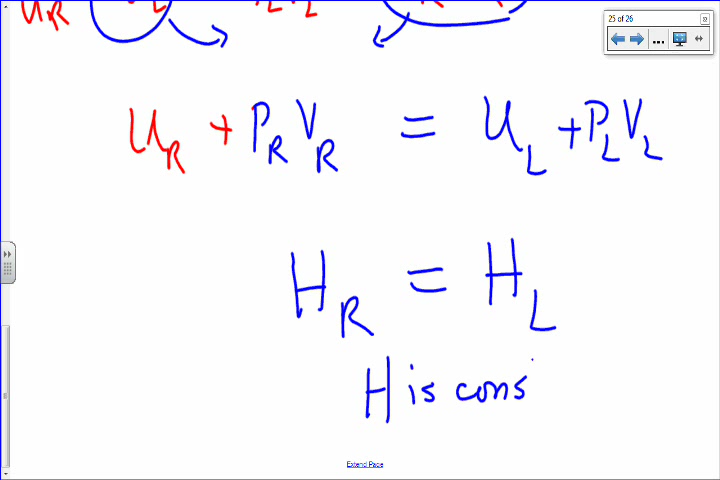 25 of 26
U_R + P_R V_R = U_L + P_L V_L
H_R = H_L
H is cons
Extend Page